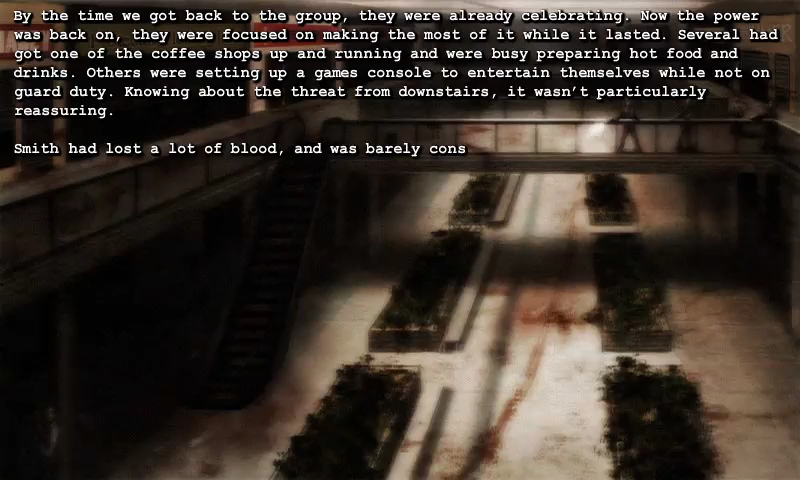 By the time we got back to the group, they were already celebrating. Now the power
was back on, they were focused on making the most of it while it lasted. Several had
got one of the coffee shops up and running and were busy preparing hot food and
drinks. Others were setting up a games console to entertain themselves while not on
guard duty. Knowing about the threat from downstairs, it wasn't particularly
reassuring.
Smith had lost a lot of blood, and was barely cons